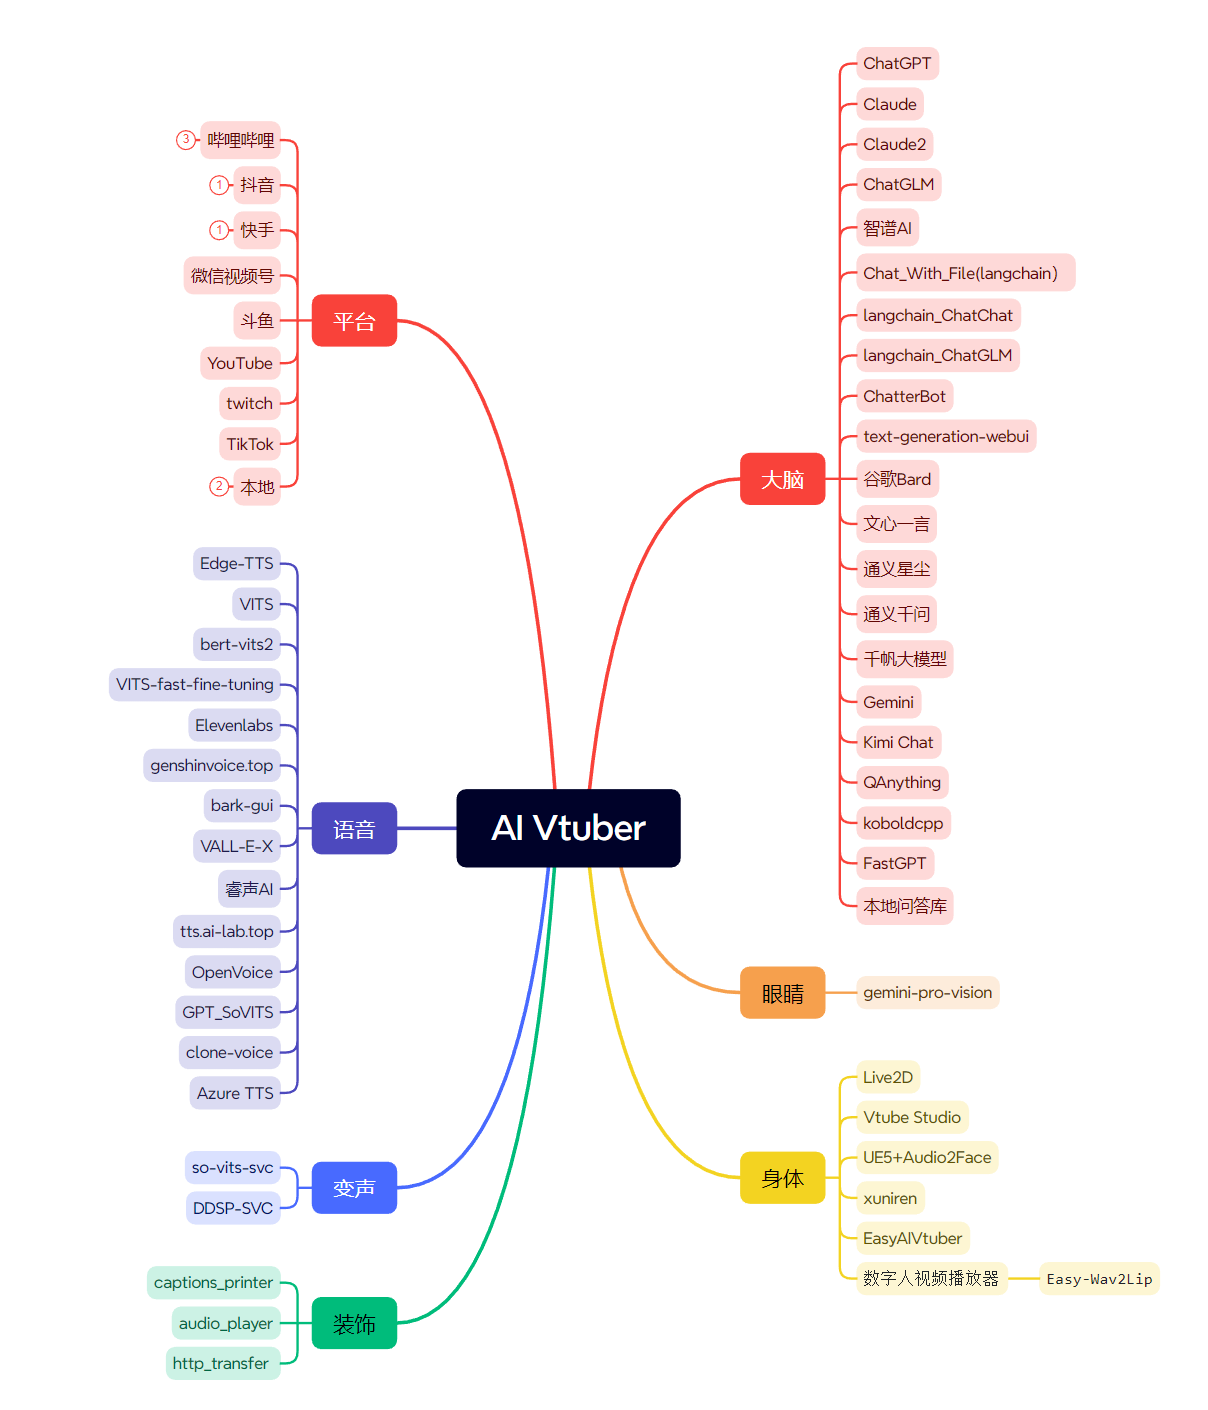 AI Vtuber
平台
3
哔哩哔哩
1
抖音
1
快手
微信视频号
斗鱼
YouTube
twitch
TikTok
2
本地
语音
Edge-TTS
VITS
bert-vits2
VITS-fast-fine-tuning
Elevenlabs
genshinvoice.top
bark-gui
VALL-E-X
睿声AI
tts.ai-lab.top
OpenVoice
GPT_SoVITS
clone-voice
Azure TTS
变声
so-vits-svc
DDSP-SVC
装饰
captions_printer
audio_player
http_transfer
大脑
ChatGPT
Claude
Claude2
ChatGLM
智谱AI
Chat_With_File(langchain）
langchain_ChatChat
langchain_ChatGLM
ChatterBot
text-generation-webui
谷歌Bard
文心一言
通义星尘
通义千问
千帆大模型
Gemini
Kimi Chat
QAnything
koboldcpp
FastGPT
本地问答库
眼睛
gemini-pro-vision
身体
Live2D
Vtube Studio
UE5+Audio2Face
xuniren
EasyAIVtuber
数字人视频播放器
Easy-Wav2Lip